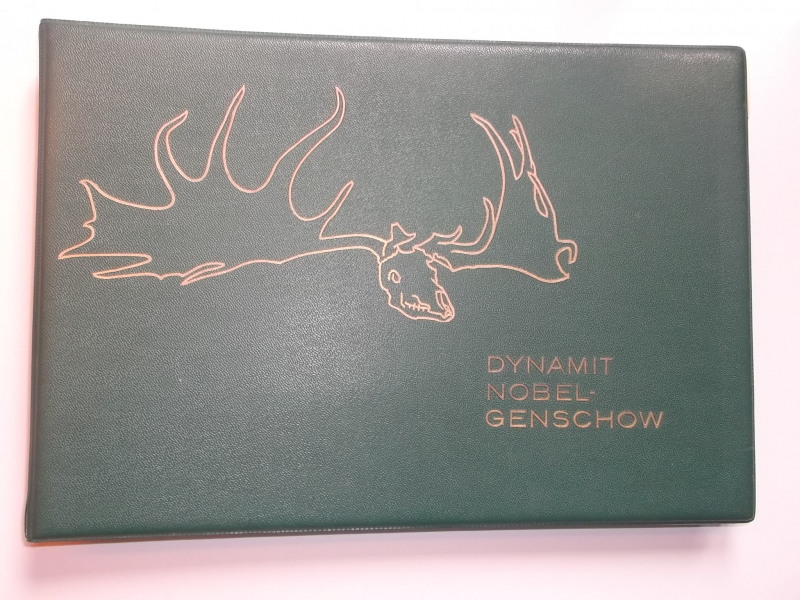 DYNAMIT
NOBEL-
GENSCHOW